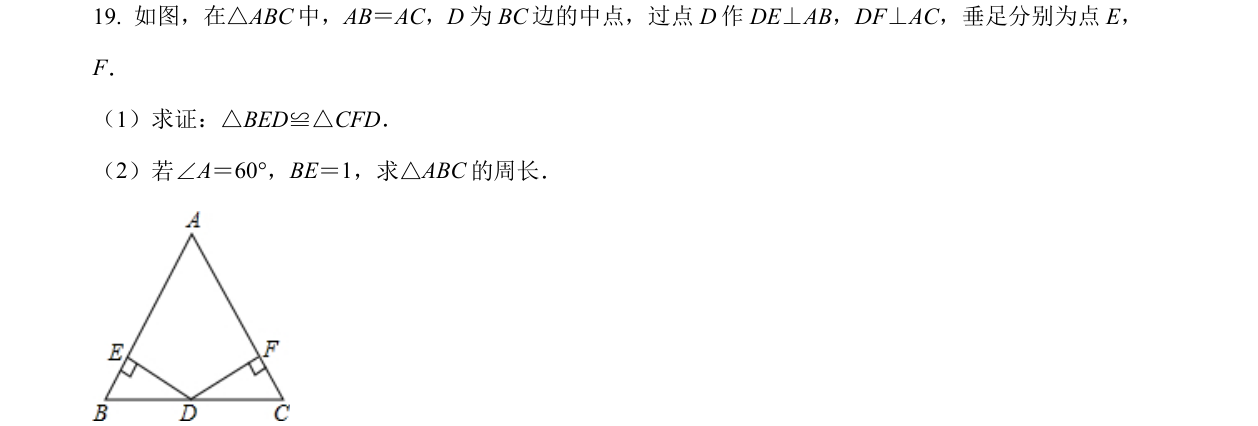 19. 如图，在△ABC中，AB＝AC，D为BC边的中点，过点D作DE⊥AB，DF⊥AC，垂足分别为点E，
F．
（1）求证：△BED≌△CFD．
（2）若∠A＝60°，BE＝1，求△ABC的周长．
A
E
F
B
D
C